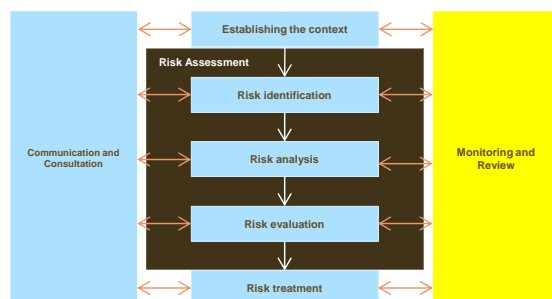 Establishing the context
Risk Assessment
Risk identification
Communication and
Consultation
Risk analysis
Monitoring and
Review
Risk evaluation
Risk treatment